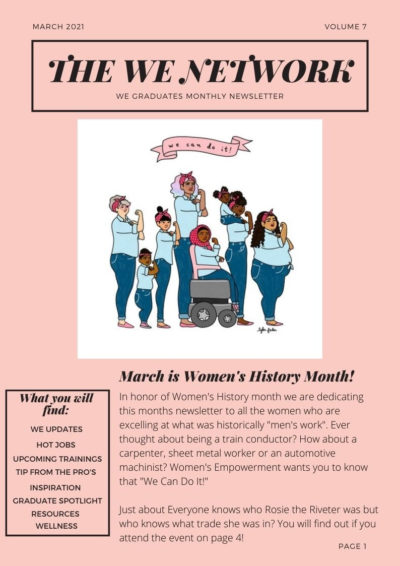 MARCH 2021
VOLUME 7
THE WE NETWORK
WE GRADUATES MONTHLY NEWSLETTER
we can do it!
March is Women's History Month!
In honor of Women's History month we are dedicating
this months newsletter to all the women who are
excelling at what was historically "men's work". Ever
thought about being a train conductor? How about a
carpenter, sheet metal worker or an automotive
machinist? Women's Empowerment wants you to know
that "We Can Do It!"
Just about Everyone knows who Rosie the Riveter was but
who knows what trade she was in? You will find out if you
attend the event on page 4!
What you will
find:
WE UPDATES
HOT JOBS
UPCOMING TRAININGS
TIP FROM THE PRO'S
INSPIRATION
GRADUATE SPOTLIGHT
RESOURCES
WELLNESS
PAGE 1